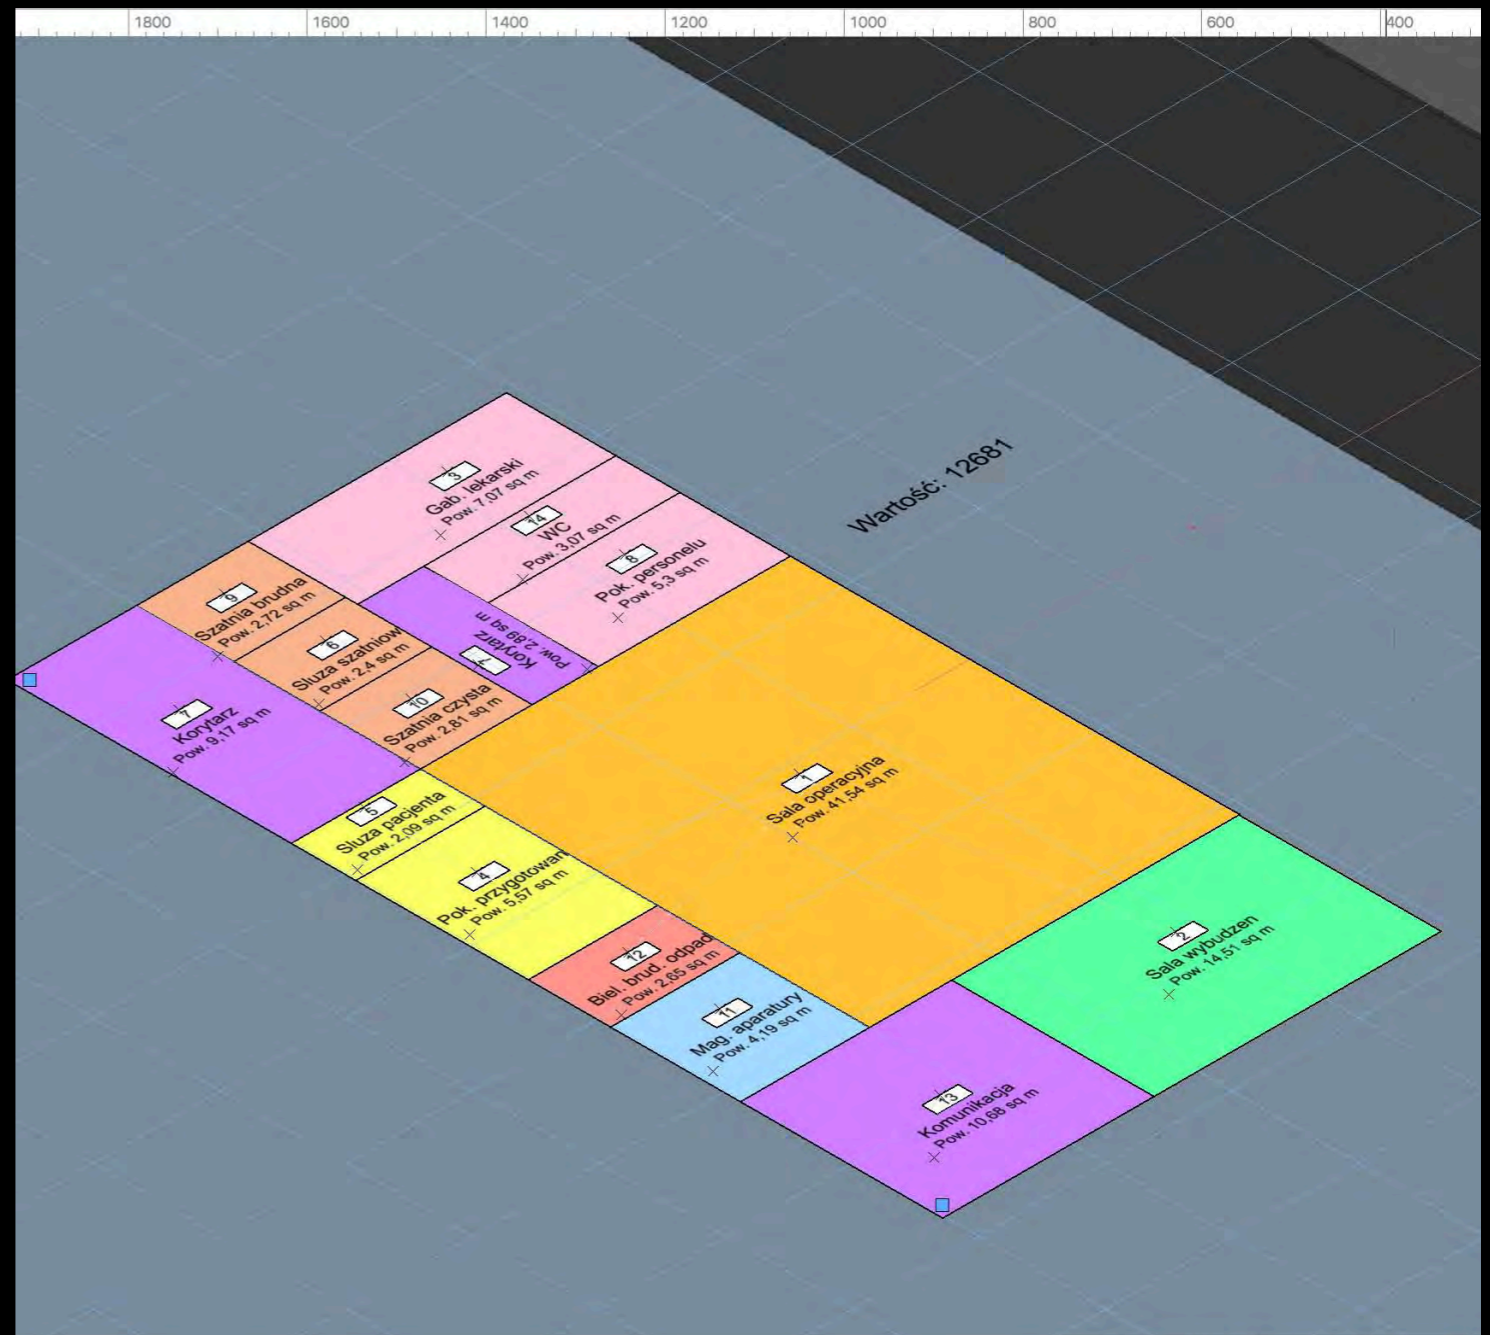 1800 1600 1400 1200 1000 800 600 400
Wartość: 12681
3
Gab. lekarski
Pow. 7,07 sq m
14
WC
Pow. 3,07 sq m
8
Pok. personelu
Pow. 5,3 sq m
9
Szatnia brudna
Pow. 2,72 sq m
6
Sluza szatniow
Pow. 2,4 sq m
7
Korytarz
Pow. 2,89 sq m
10
Szatnia czysta
Pow. 2,81 sq m
7
Korytarz
Pow. 9,17 sq m
1
Sala operacyjna
Pow. 41,54 sq m
5
Sluza pacjenta
Pow. 2,09 sq m
4
Pok. przygotowan
Pow. 5,57 sq m
12
Biel. brud. odpad
Pow. 2,65 sq m
11
Mag. aparatury
Pow. 4,19 sq m
2
Sala wybudzen
Pow. 14,51 sq m
13
Komunikacja
Pow. 10,68 sq m